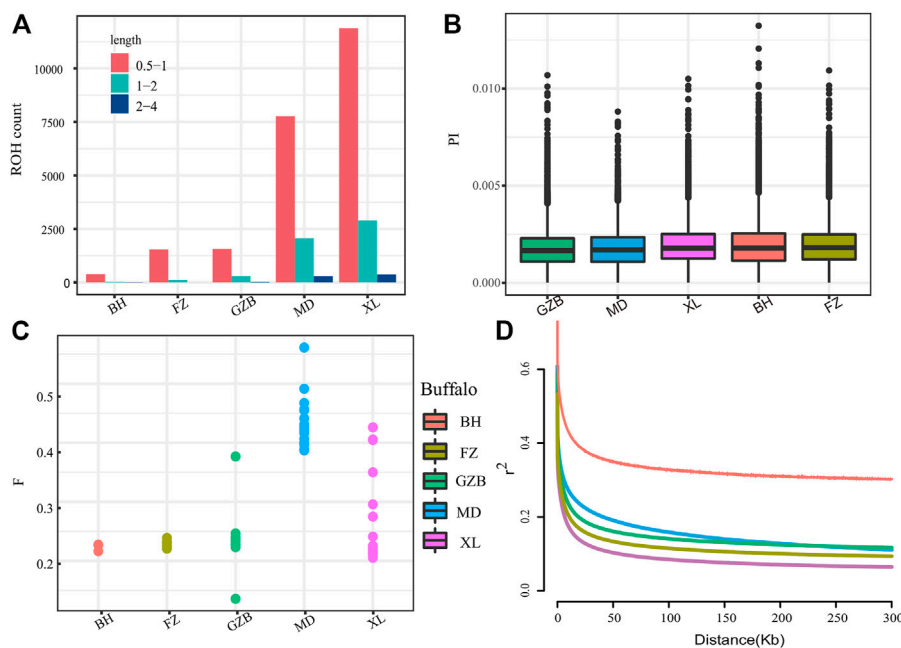 A
length
0.5−1
1−2
2−4
ROH count
10000
7500
5000
2500
0
BH
FZ
GZB
MD
XL
B
PI
0.010
0.005
0.000
GZB
MD
XL
BH
FZ
C
F
0.5
0.4
0.3
0.2
BH
FZ
GZB
MD
XL
Buffalo
BH
FZ
GZB
MD
XL
D
r²
0.6
0.4
0.2
0.0
0
50
100
150
200
250
300
Distance(Kb)